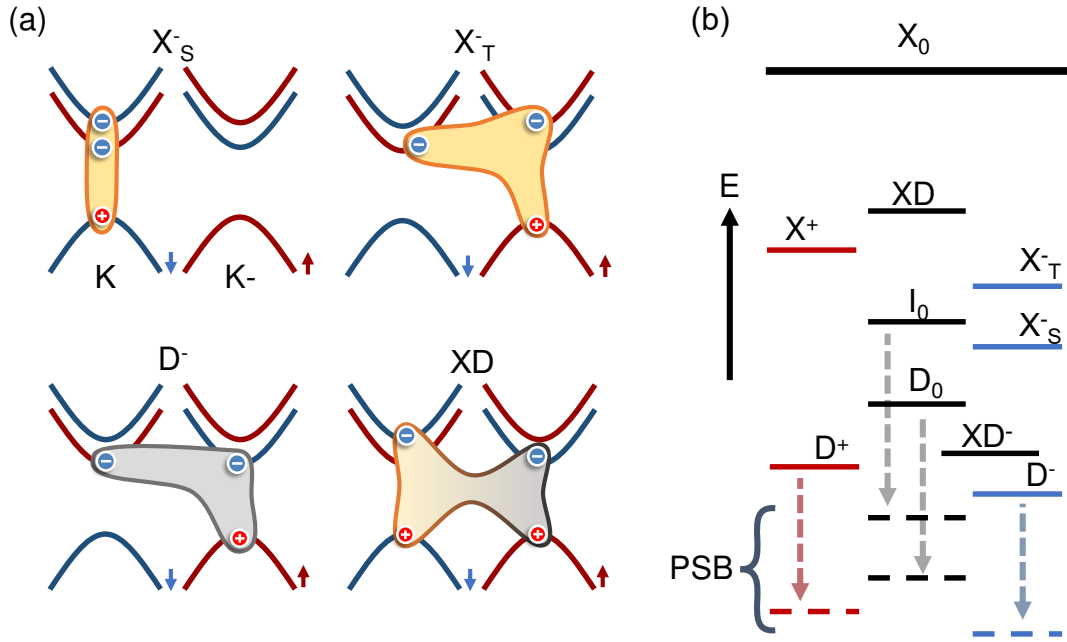 (a)
X⁻S
X⁻T
K
K-
D⁻
XD
(b)
X₀
E
XD
X⁺
X⁻T
I₀
X⁻S
D₀
XD⁻
D⁺
D⁻
PSB